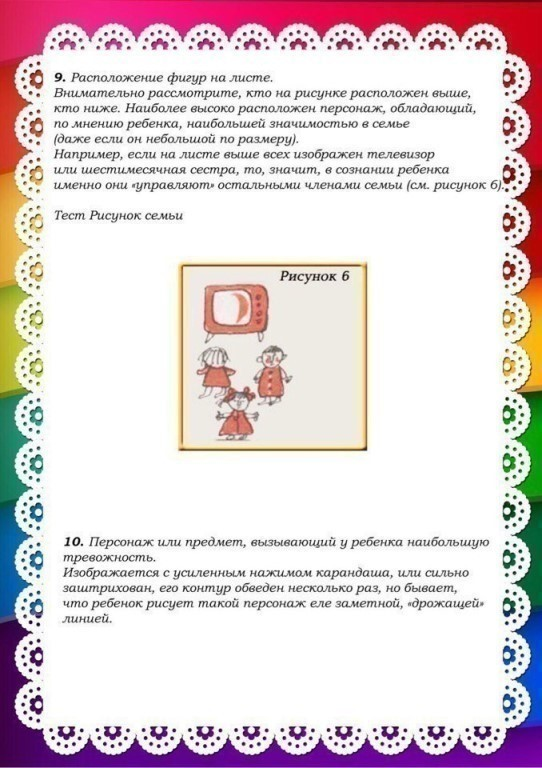 9. Расположение фигур на листе.
Внимательно рассмотрите, кто на рисунке расположен выше,
кто ниже. Наиболее высоко расположен персонаж, обладающий,
по мнению ребенка, наибольшей значимостью в семье
(даже если он небольшой по размеру).
Например, если на листе выше всех изображен телевизор
или шестимесячная сестра, то, значит, в сознании ребенка
именно они «управляют» остальными членами семьи (см. рисунок 6).
Тест Рисунок семьи
Рисунок 6
10. Персонаж или предмет, вызывающий у ребенка наибольшую
тревожность.
Изображается с усиленным нажимом карандаша, или сильно
заштрихован, его контур обведен несколько раз, но бывает,
что ребенок рисует такой персонаж еле заметной, «дрожащей»
линией.